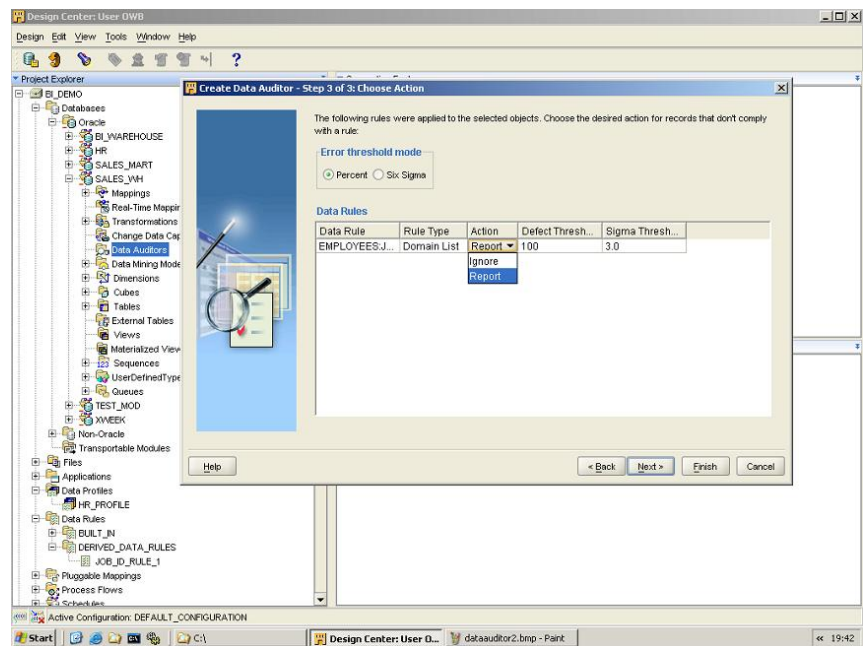 Design Center: User OWB
Design Edit View Tools Window Help
Project Explorer
BI_DEMO
Databases
Oracle
BI_WAREHOUSE
HR
SALES_MART
SALES_WH
Mappings
Real-Time Mappin
Transformations
Change Data Cap
Data Auditors
Data Mining Mode
Dimensions
Cubes
Tables
External Tables
Views
Materialized View
Sequences
UserDefinedType
Queues
TEST_MOD
XWEEK
Non-Oracle
Transportable Modules
Files
Applications
Data Profiles
HR_PROFILE
Data Rules
BUILT_IN
DERIVED_DATA_RULES
JOB_ID_RULE_1
Pluggable Mappings
Process Flows
Schedules
Create Data Auditor - Step 3 of 3: Choose Action
The following rules were applied to the selected objects. Choose the desired action for records that don't comply
with a rule:
Error threshold mode
Percent Six Sigma
Data Rules
Data Rule Rule Type Action Defect Thresh... Sigma Thresh...
EMPLOYEES:J... Domain List Report 100 3.0
Ignore
Report
Help < Back Next > Finish Cancel
Active Configuration: DEFAULT_CONFIGURATION
Start C:\ Design Center: User O... dataauditor2.bmp - Paint 19:42